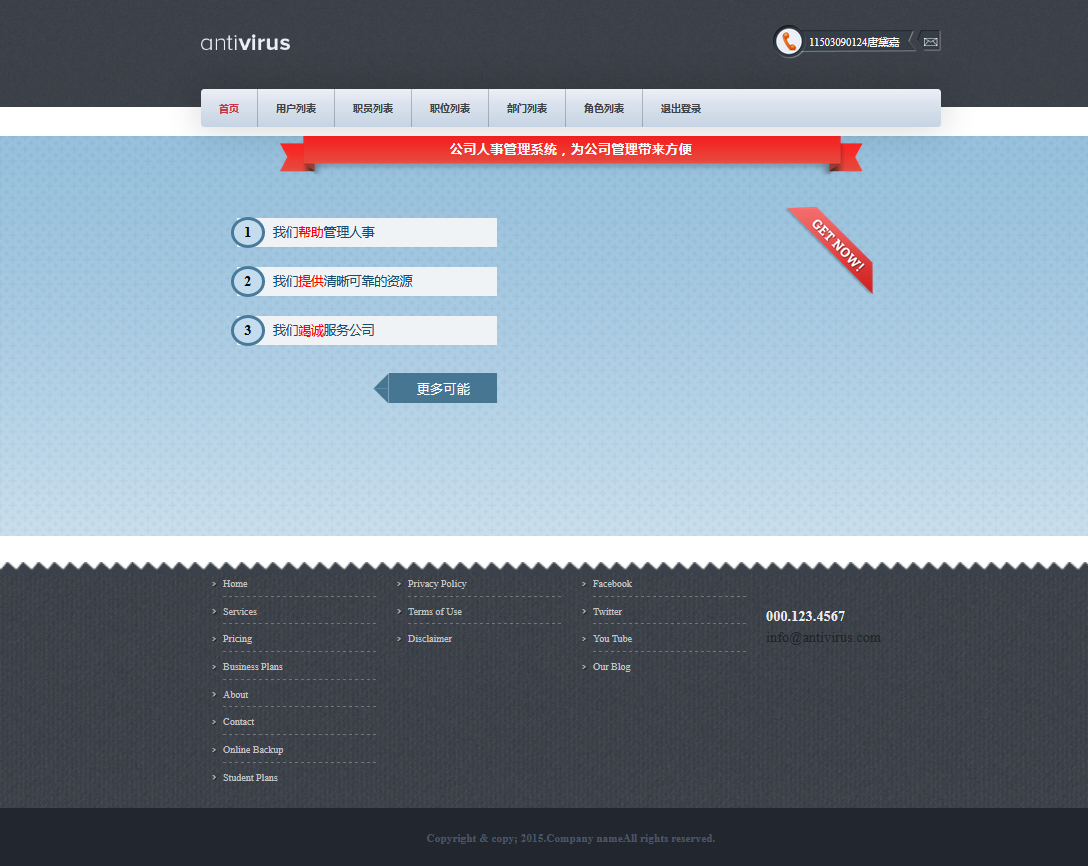 antivirus
11503090124唐黛嘉
首页 用户列表 职员列表 职位列表 部门列表 角色列表 退出登录
公司人事管理系统，为公司管理带来方便
GET NOW!
1 我们帮助管理人事
2 我们提供清晰可靠的资源
3 我们竭诚服务公司
更多可能
> Home
> Services
> Pricing
> Business Plans
> About
> Contact
> Online Backup
> Student Plans
> Privacy Policy
> Terms of Use
> Disclaimer
> Facebook
> Twitter
> You Tube
> Our Blog
000.123.4567
info@antivirus.com
Copyright & copy; 2015.Company nameAll rights reserved.